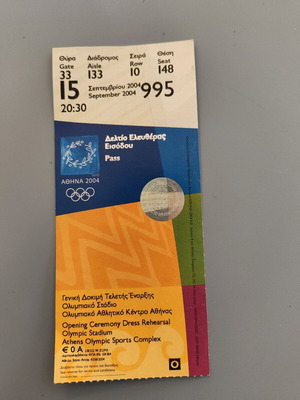 Θύρα Διάδρομος Σειρά Θέση
Gate Aisle Row Seat
33 133 10 148
15 Σεπτεμβρίου 2004 995
September 2004
20:30
Δελτίο Ελευθέρας
Εισόδου
Pass
ΑΘΗΝΑ 2004
Γενική Δοκιμή Τελετής Έναρξης
Ολυμπιακό Στάδιο
Ολυμπιακό Αθλητικό Κέντρο Αθήνας
Opening Ceremony Dress Rehearsal
Olympic Stadium
Athens Olympic Sports Complex
€ 0 A